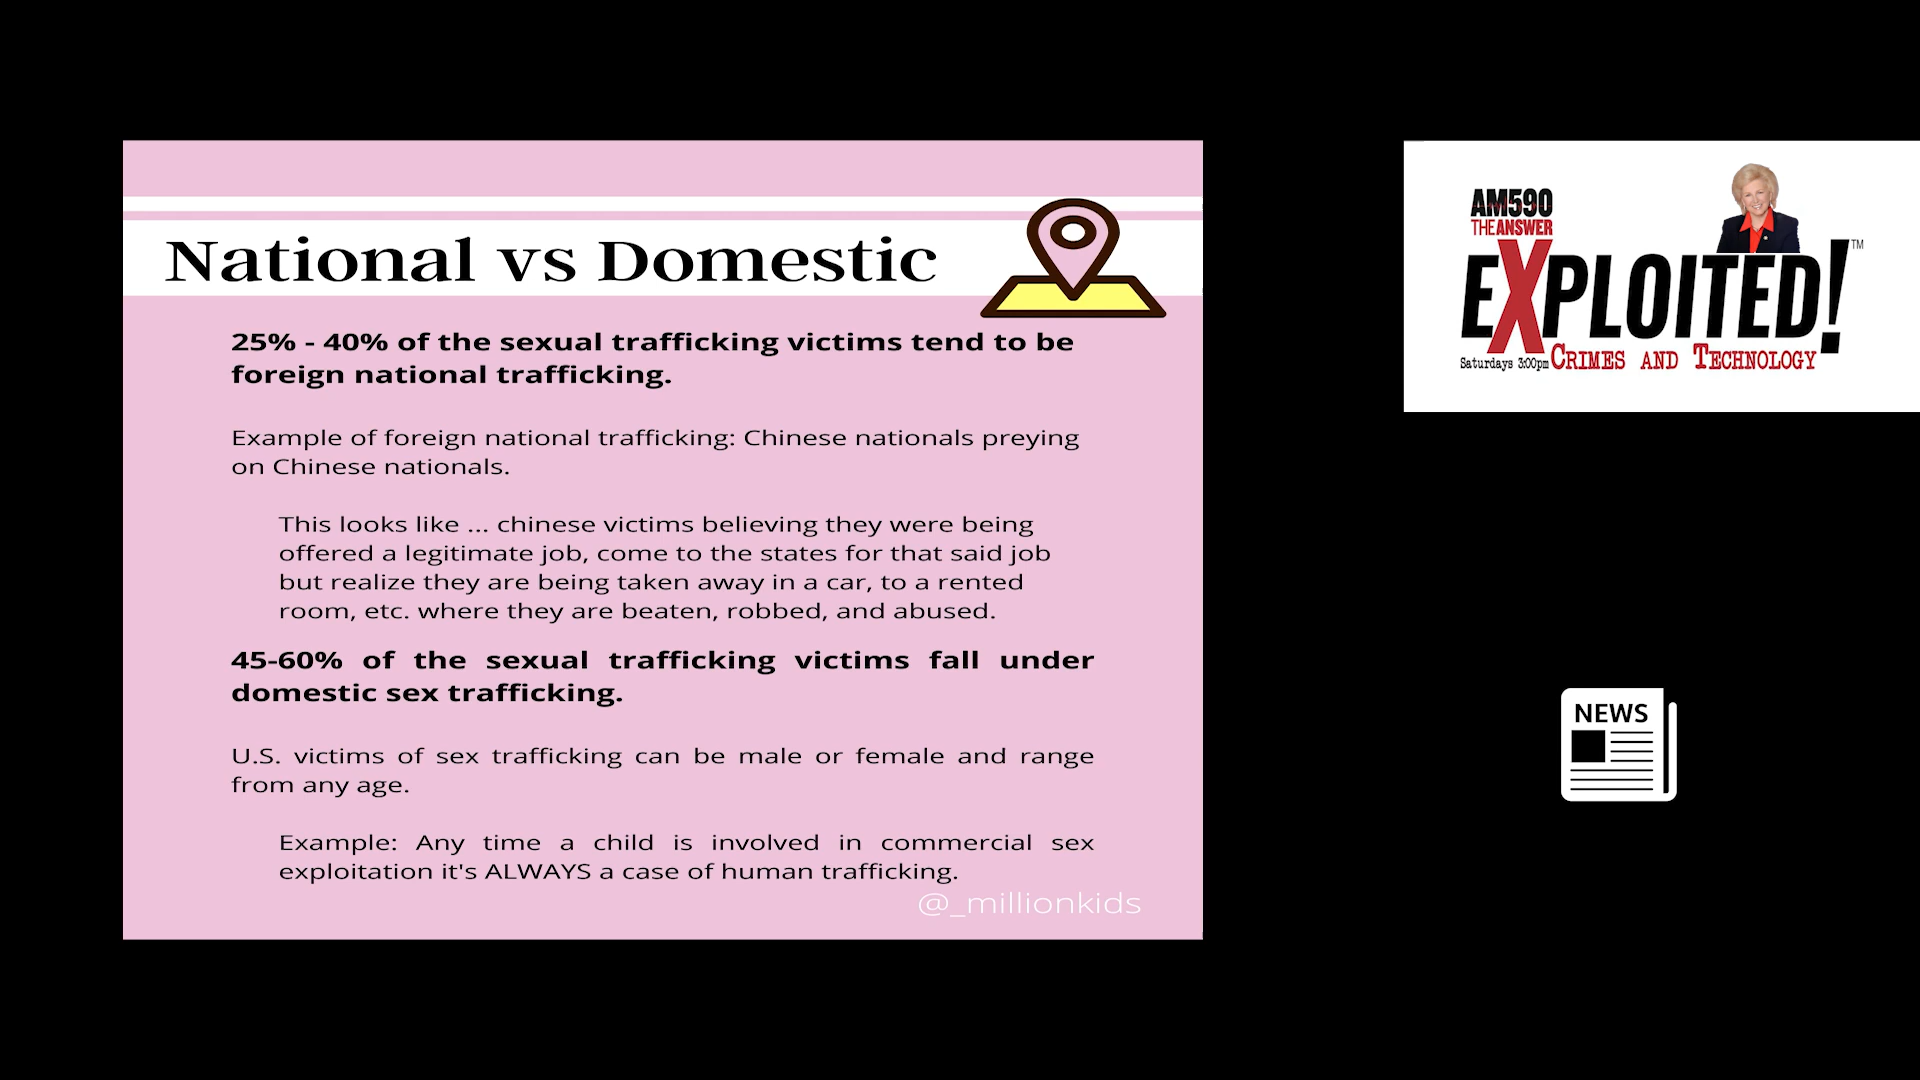 National vs Domestic
25% - 40% of the sexual trafficking victims tend to be
foreign national trafficking.
Example of foreign national trafficking: Chinese nationals preying
on Chinese nationals.
This looks like ... chinese victims believing they were being
offered a legitimate job, come to the states for that said job
but realize they are being taken away in a car, to a rented
room, etc. where they are beaten, robbed, and abused.
45-60% of the sexual trafficking victims fall under
domestic sex trafficking.
U.S. victims of sex trafficking can be male or female and range
from any age.
Example: Any time a child is involved in commercial sex
exploitation it's ALWAYS a case of human trafficking.
@_millionkids
AM590
THE ANSWER
EXPLOITED!™
Saturdays 3:00pm CRIMES AND TECHNOLOGY
NEWS